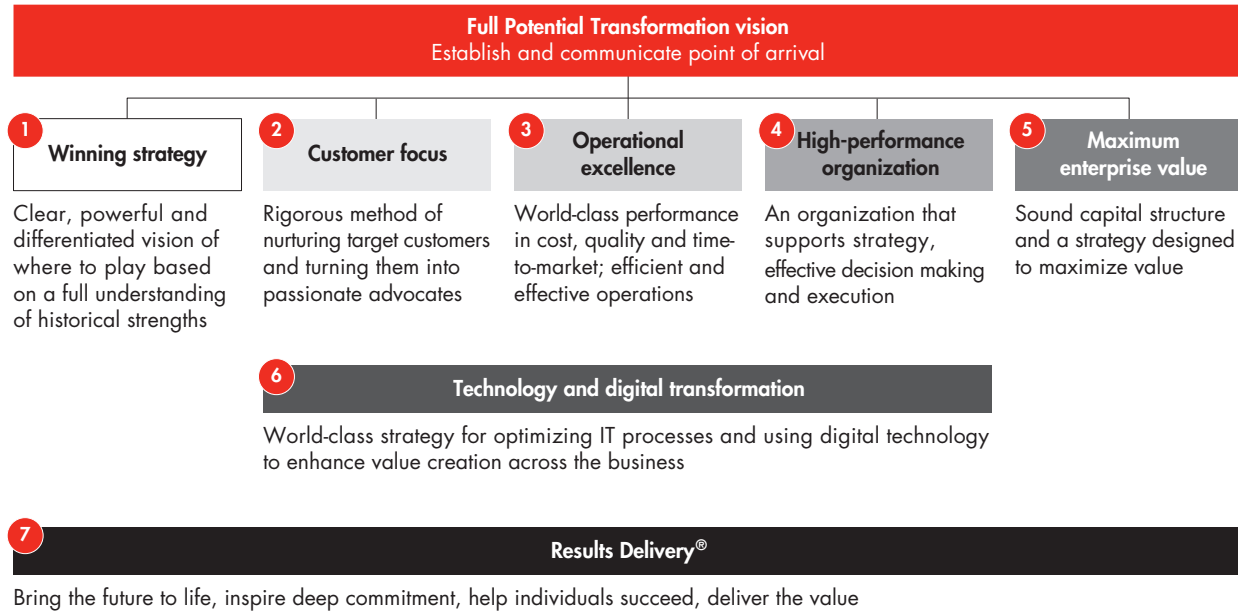 Full Potential Transformation vision
Establish and communicate point of arrival
1
Winning strategy
Clear, powerful and
differentiated vision of
where to play based
on a full understanding
of historical strengths
2
Customer focus
Rigorous method of
nurturing target customers
and turning them into
passionate advocates
3
Operational
excellence
World-class performance
in cost, quality and time-
to-market; efficient and
effective operations
4
High-performance
organization
An organization that
supports strategy,
effective decision making
and execution
5
Maximum
enterprise value
Sound capital structure
and a strategy designed
to maximize value
6
Technology and digital transformation
World-class strategy for optimizing IT processes and using digital technology
to enhance value creation across the business
7
Results Delivery®
Bring the future to life, inspire deep commitment, help individuals succeed, deliver the value